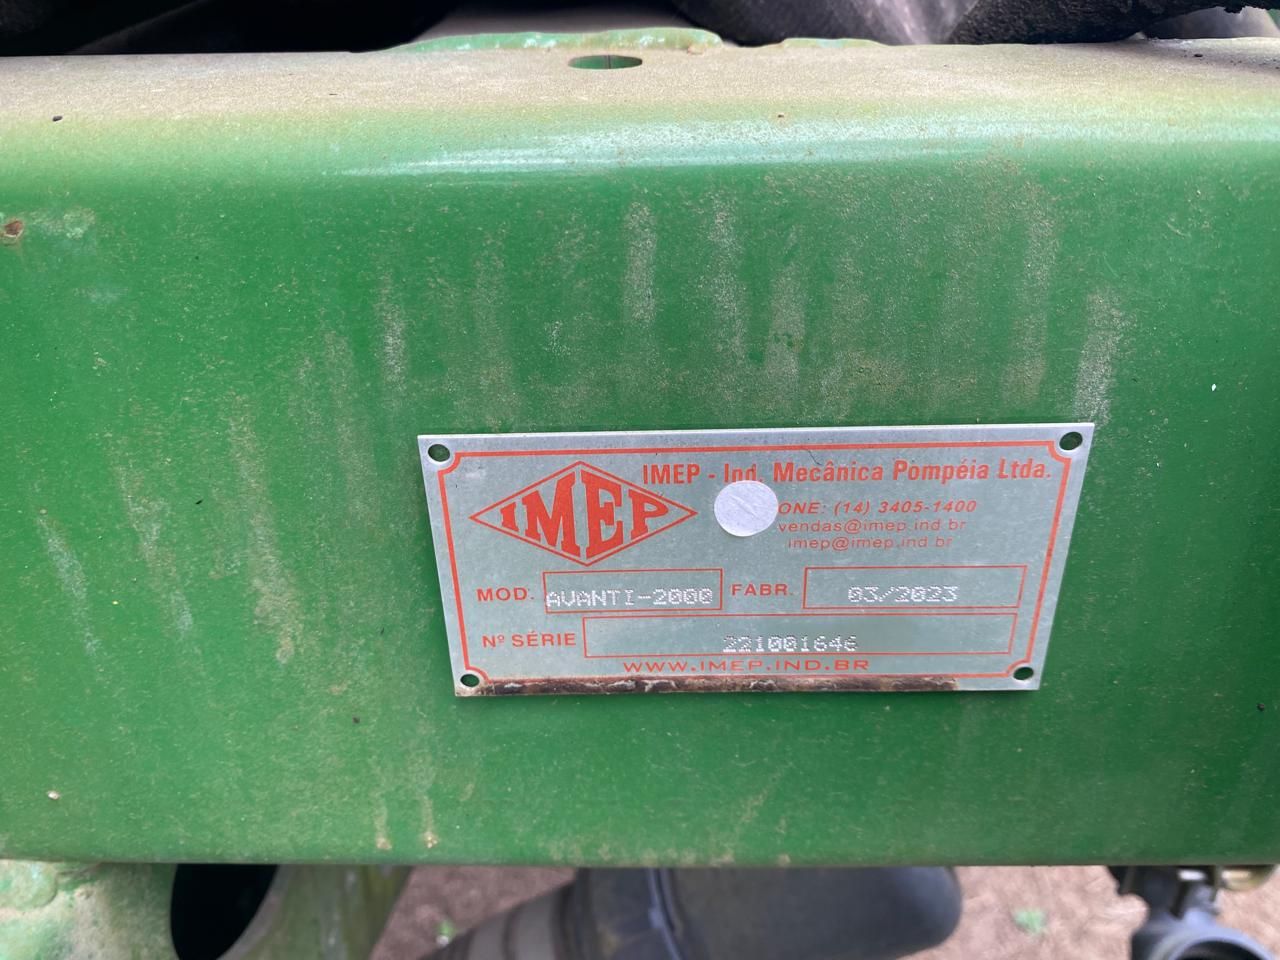 IMEP - Ind. Mecânica Pompéia Ltda.
IMEP
ONE: (14) 3405-1400
vendas@imep.ind.br
imep@imep.ind.br
MOD. AVANTI-2000 FABR. 03/2023
Nº SÉRIE 221001646
WWW.IMEP.IND.BR